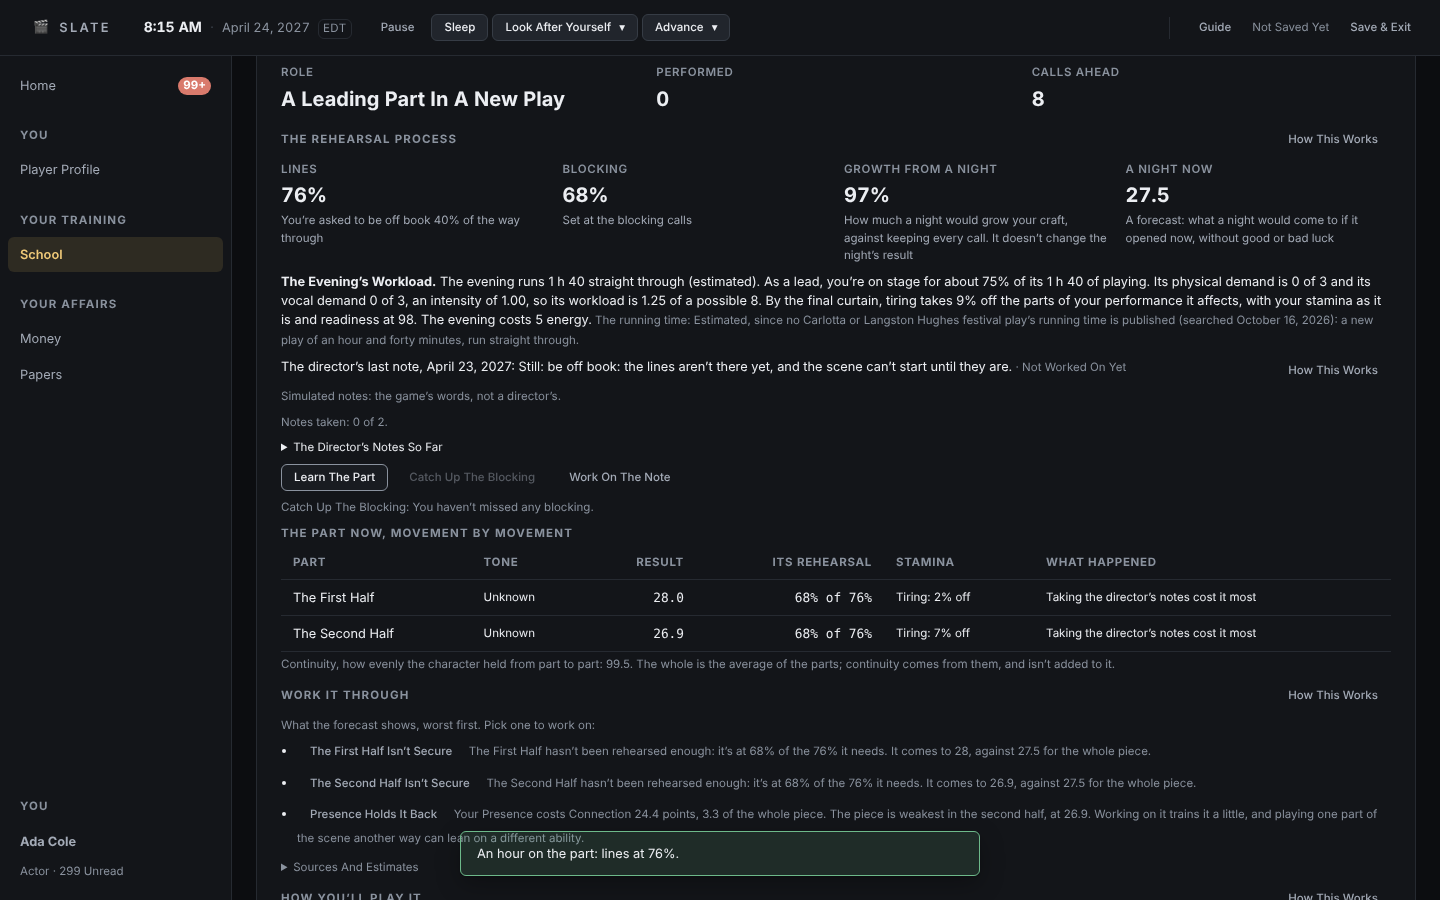 SLATE
8:15 AM · April 24, 2027 EDT
Pause
Sleep
Look After Yourself ▾
Advance ▾
Guide
Not Saved Yet
Save & Exit
Home
99+
YOU
Player Profile
YOUR TRAINING
School
YOUR AFFAIRS
Money
Papers
YOU
Ada Cole
Actor · 299 Unread
ROLE
A Leading Part In A New Play
PERFORMED
0
CALLS AHEAD
8
THE REHEARSAL PROCESS
How This Works
LINES
76%
You’re asked to be off book 40% of the way
through
BLOCKING
68%
Set at the blocking calls
GROWTH FROM A NIGHT
97%
How much a night would grow your craft,
against keeping every call. It doesn’t change the
night’s result
A NIGHT NOW
27.5
A forecast: what a night would come to if it
opened now, without good or bad luck
The Evening’s Workload. The evening runs 1 h 40 straight through (estimated). As a lead, you’re on stage for about 75% of its 1 h 40 of playing. Its physical demand is 0 of 3 and its
vocal demand 0 of 3, an intensity of 1.00, so its workload is 1.25 of a possible 8. By the final curtain, tiring takes 9% off the parts of your performance it affects, with your stamina as it
is and readiness at 98. The evening costs 5 energy. The running time: Estimated, since no Carlotta or Langston Hughes festival play’s running time is published (searched October 16, 2026): a new
play of an hour and forty minutes, run straight through.
The director’s last note, April 23, 2027: Still: be off book: the lines aren’t there yet, and the scene can’t start until they are. · Not Worked On Yet
How This Works
Simulated notes: the game’s words, not a director’s.
Notes taken: 0 of 2.
▶ The Director’s Notes So Far
Learn The Part
Catch Up The Blocking
Work On The Note
Catch Up The Blocking: You haven’t missed any blocking.
THE PART NOW, MOVEMENT BY MOVEMENT
PART TONE RESULT ITS REHEARSAL STAMINA WHAT HAPPENED
The First Half Unknown 28.0 68% of 76% Tiring: 2% off Taking the director’s notes cost it most
The Second Half Unknown 26.9 68% of 76% Tiring: 7% off Taking the director’s notes cost it most
Continuity, how evenly the character held from part to part: 99.5. The whole is the average of the parts; continuity comes from them, and isn’t added to it.
WORK IT THROUGH
How This Works
What the forecast shows, worst first. Pick one to work on:
• The First Half Isn’t Secure The First Half hasn’t been rehearsed enough: it’s at 68% of the 76% it needs. It comes to 28, against 27.5 for the whole piece.
• The Second Half Isn’t Secure The Second Half hasn’t been rehearsed enough: it’s at 68% of the 76% it needs. It comes to 26.9, against 27.5 for the whole piece.
• Presence Holds It Back Your Presence costs Connection 24.4 points, 3.3 of the whole piece. The piece is weakest in the second half, at 26.9. Working on it trains it a little, and playing one part of
the scene another way can lean on a different ability.
An hour on the part: lines at 76%.
▶ Sources And Estimates
HOW YOU’LL PLAY IT
How This Works